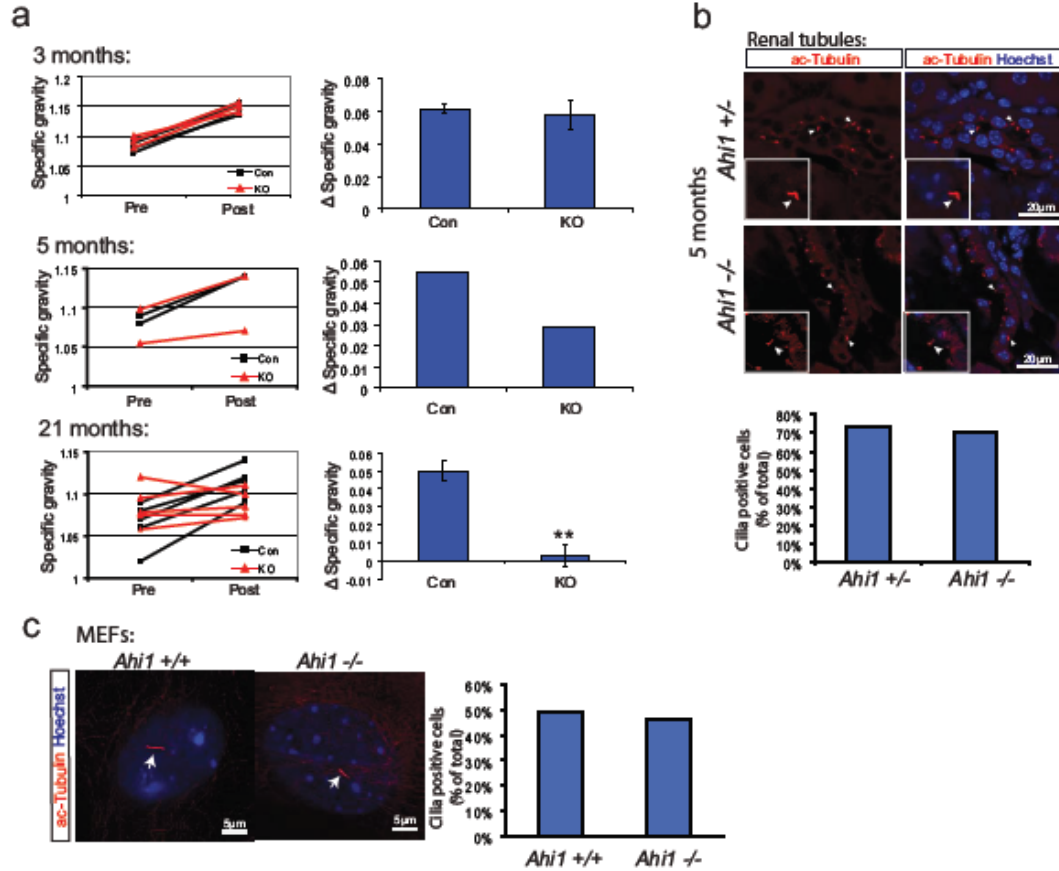 a
3 months:
Specific gravity
1.2
1.15
1.1
1.05
1
Pre
Post
Con
KO
Δ Specific gravity
0.08
0.06
0.04
0.02
0
Con
KO
5 months:
Specific gravity
1.15
1.1
1.05
1
Pre
Post
Con
KO
Δ Specific gravity
0.06
0.05
0.04
0.03
0.02
0.01
0
Con
KO
21 months:
Specific gravity
1.15
1.1
1.05
1
Pre
Post
Con
KO
Δ Specific gravity
0.06
0.05
0.04
0.03
0.02
0.01
0
-0.01
**
Con
KO
b
Renal tubules:
ac-Tubulin
ac-Tubulin Hoechst
5 months
Ahi1 +/-
20µm
Ahi1 -/-
20µm
Cilia positive cells
(% of total)
80%
70%
60%
50%
40%
30%
20%
10%
0%
Ahi1 +/-
Ahi1 -/-
c
MEFs:
Ahi1 +/+
Ahi1 -/-
ac-Tubulin Hoechst
5µm
5µm
Cilia positive cells
(% of total)
60%
50%
40%
30%
20%
10%
0%
Ahi1 +/+
Ahi1 -/-